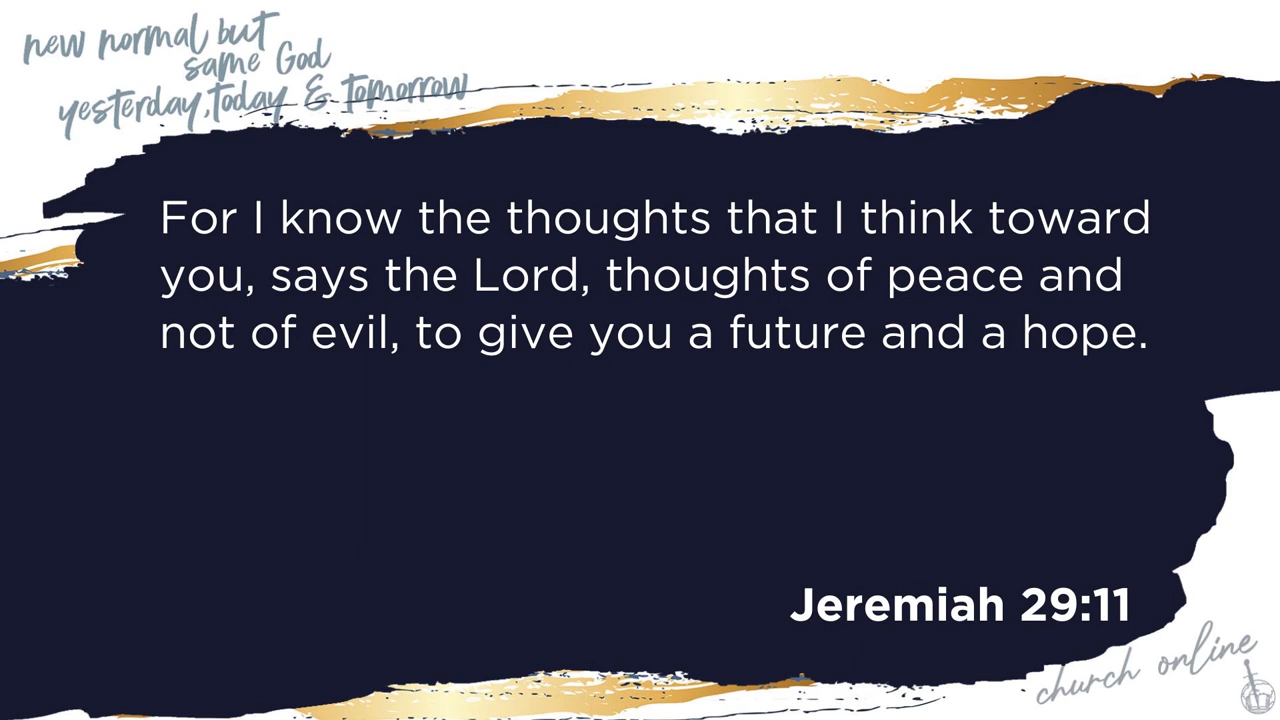 new normal but
same God
yesterday, today & tomorrow
For I know the thoughts that I think toward
you, says the Lord, thoughts of peace and
not of evil, to give you a future and a hope.
Jeremiah 29:11
church online